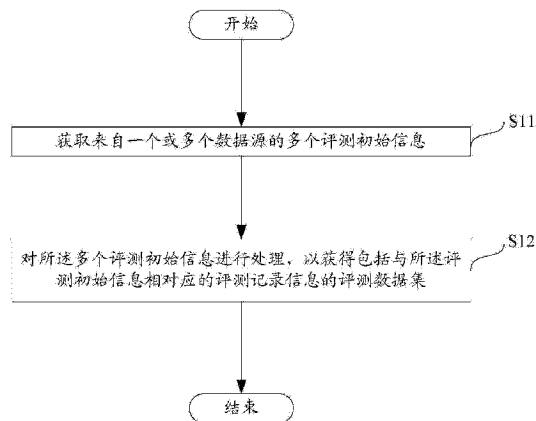 开始
获取来自一个或多个数据源的多个评测初始信息
S11
对所述多个评测初始信息进行处理，以获得包括与所述评
测初始信息相对应的评测记录信息的评测数据集
S12
结束